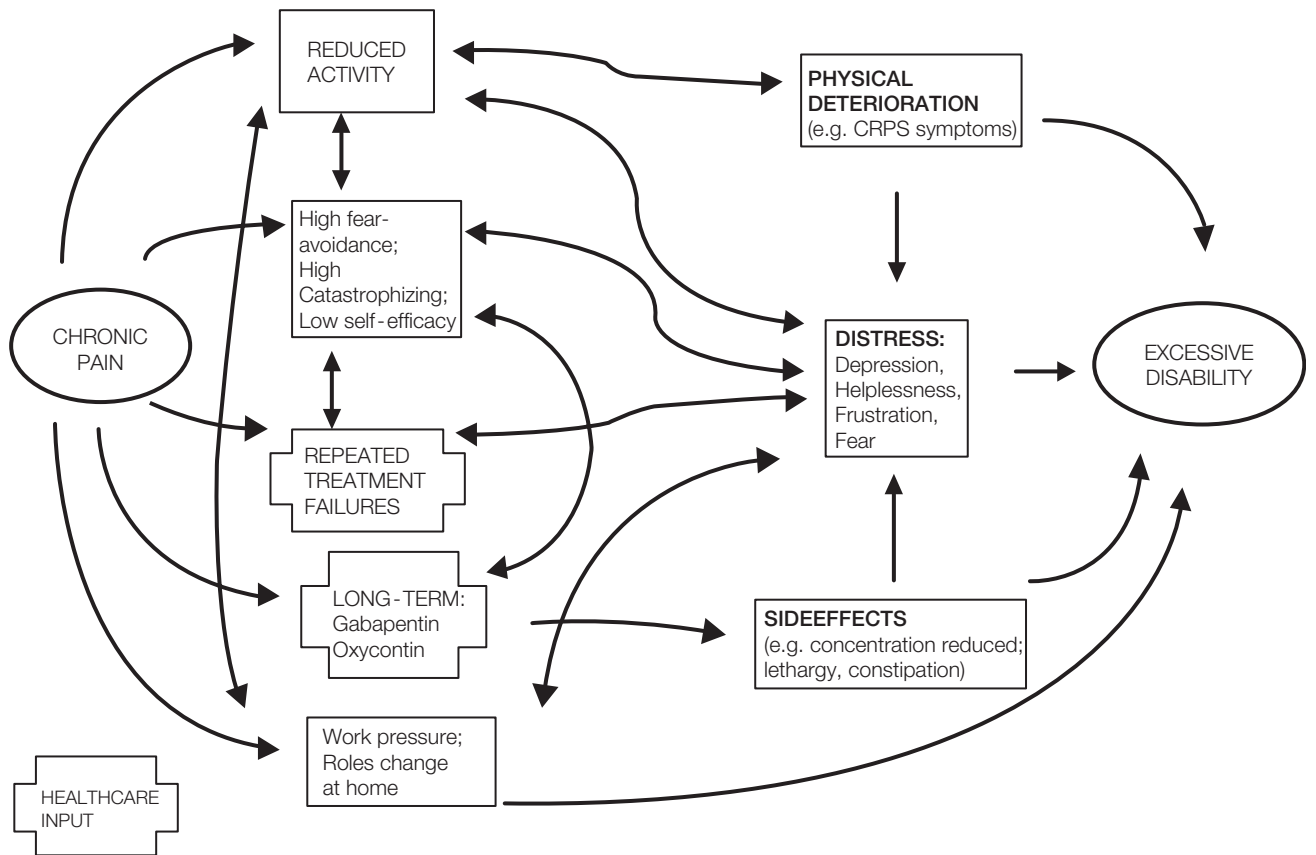 REDUCED
ACTIVITY
PHYSICAL
DETERIORATION
(e.g. CRPS symptoms)
High fear-
avoidance;
High
Catastrophizing;
Low self-efficacy
CHRONIC
PAIN
DISTRESS:
Depression,
Helplessness,
Frustration,
Fear
EXCESSIVE
DISABILITY
REPEATED
TREATMENT
FAILURES
LONG-TERM:
Gabapentin
Oxycontin
SIDEEFFECTS
(e.g. concentration reduced;
lethargy, constipation)
Work pressure;
Roles change
at home
HEALTHCARE
INPUT